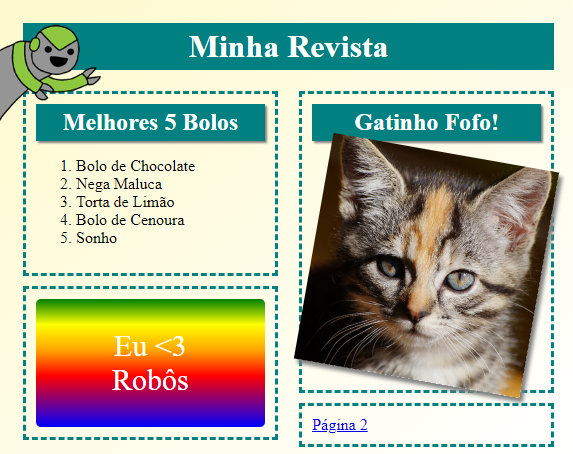 Minha Revista
Melhores 5 Bolos
1. Bolo de Chocolate
2. Nega Maluca
3. Torta de Limão
4. Bolo de Cenoura
5. Sonho
Eu <3
Robôs
Gatinho Fofo!
Página 2